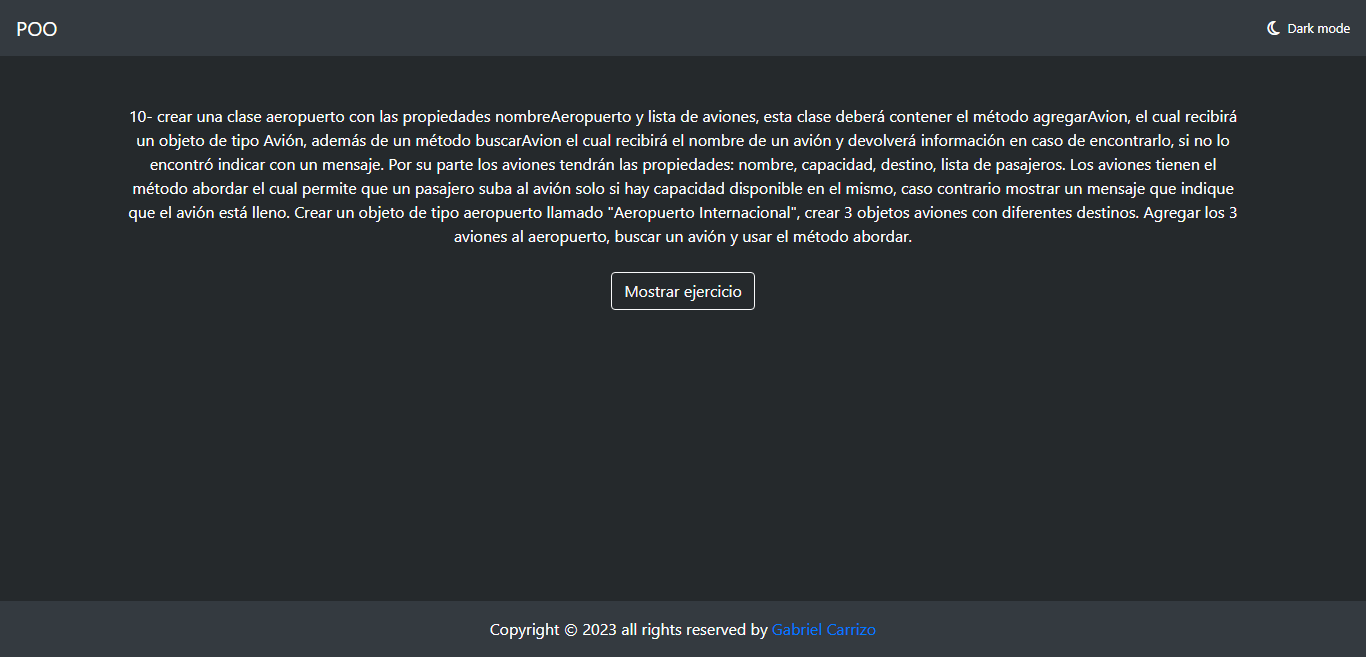 POO
Dark mode
10- crear una clase aeropuerto con las propiedades nombreAeropuerto y lista de aviones, esta clase deberá contener el método agregarAvion, el cual recibirá
un objeto de tipo Avión, además de un método buscarAvion el cual recibirá el nombre de un avión y devolverá información en caso de encontrarlo, si no lo
encontró indicar con un mensaje. Por su parte los aviones tendrán las propiedades: nombre, capacidad, destino, lista de pasajeros. Los aviones tienen el
método abordar el cual permite que un pasajero suba al avión solo si hay capacidad disponible en el mismo, caso contrario mostrar un mensaje que indique
que el avión está lleno. Crear un objeto de tipo aeropuerto llamado "Aeropuerto Internacional", crear 3 objetos aviones con diferentes destinos. Agregar los 3
aviones al aeropuerto, buscar un avión y usar el método abordar.
Mostrar ejercicio
Copyright © 2023 all rights reserved by Gabriel Carrizo